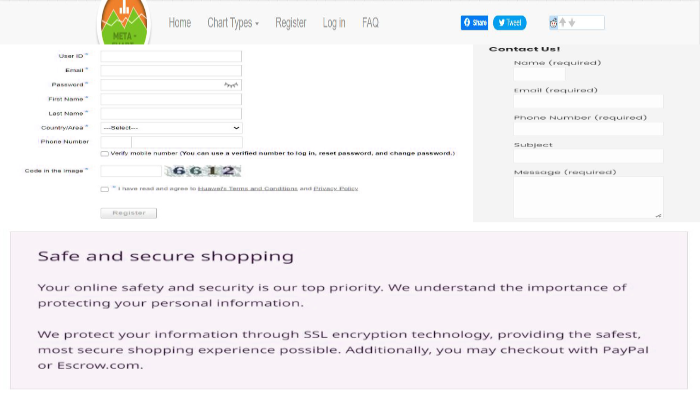 META -
Home Chart Types Register Log in FAQ
Share Tweet
User ID *
Email *
Password *
First Name *
Last Name *
Country/Area * ---Select---
Phone Number
Verify mobile number (You can use a verified number to log in, reset password, and change password.)
Code in the image * 6612
* I have read and agree to Huawei's Terms and Conditions and Privacy Policy
Register
Contact Us!
Name (required)
Email (required)
Phone Number (required)
Subject
Message (required)
Safe and secure shopping
Your online safety and security is our top priority. We understand the importance of
protecting your personal information.
We protect your information through SSL encryption technology, providing the safest,
most secure shopping experience possible. Additionally, you may checkout with PayPal
or Escrow.com.